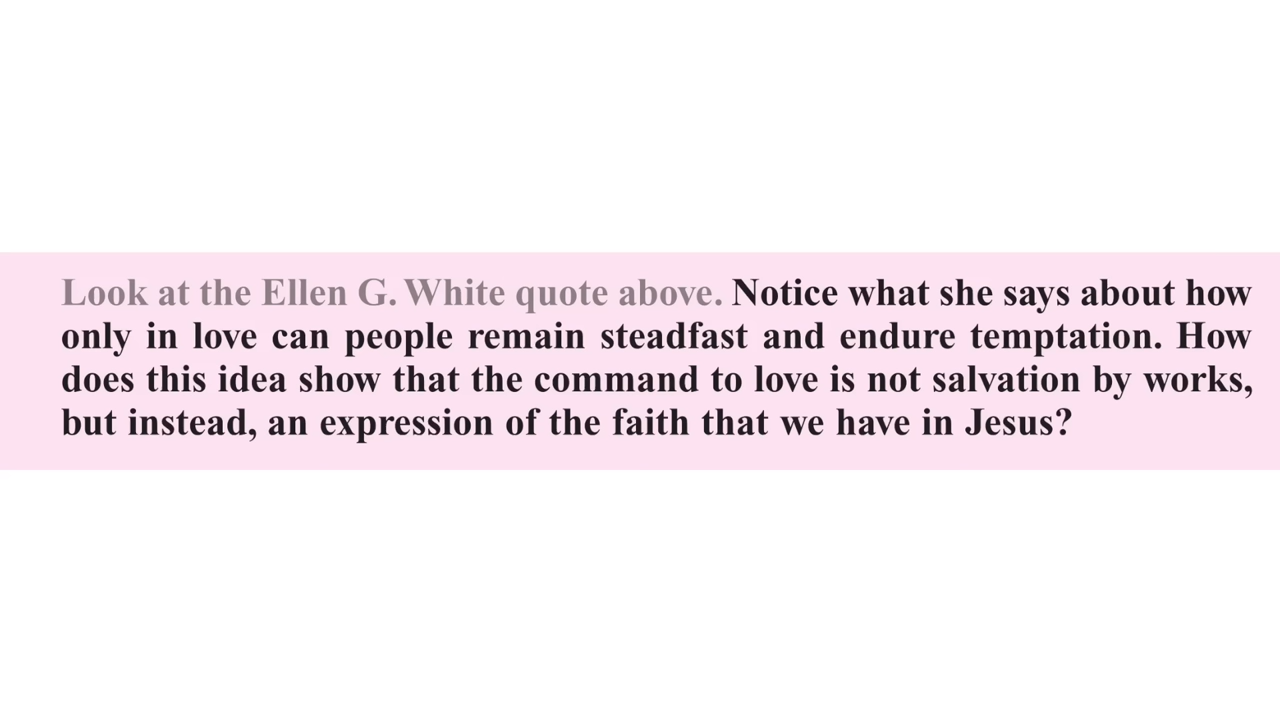 Look at the Ellen G. White quote above. Notice what she says about how
only in love can people remain steadfast and endure temptation. How
does this idea show that the command to love is not salvation by works,
but instead, an expression of the faith that we have in Jesus?